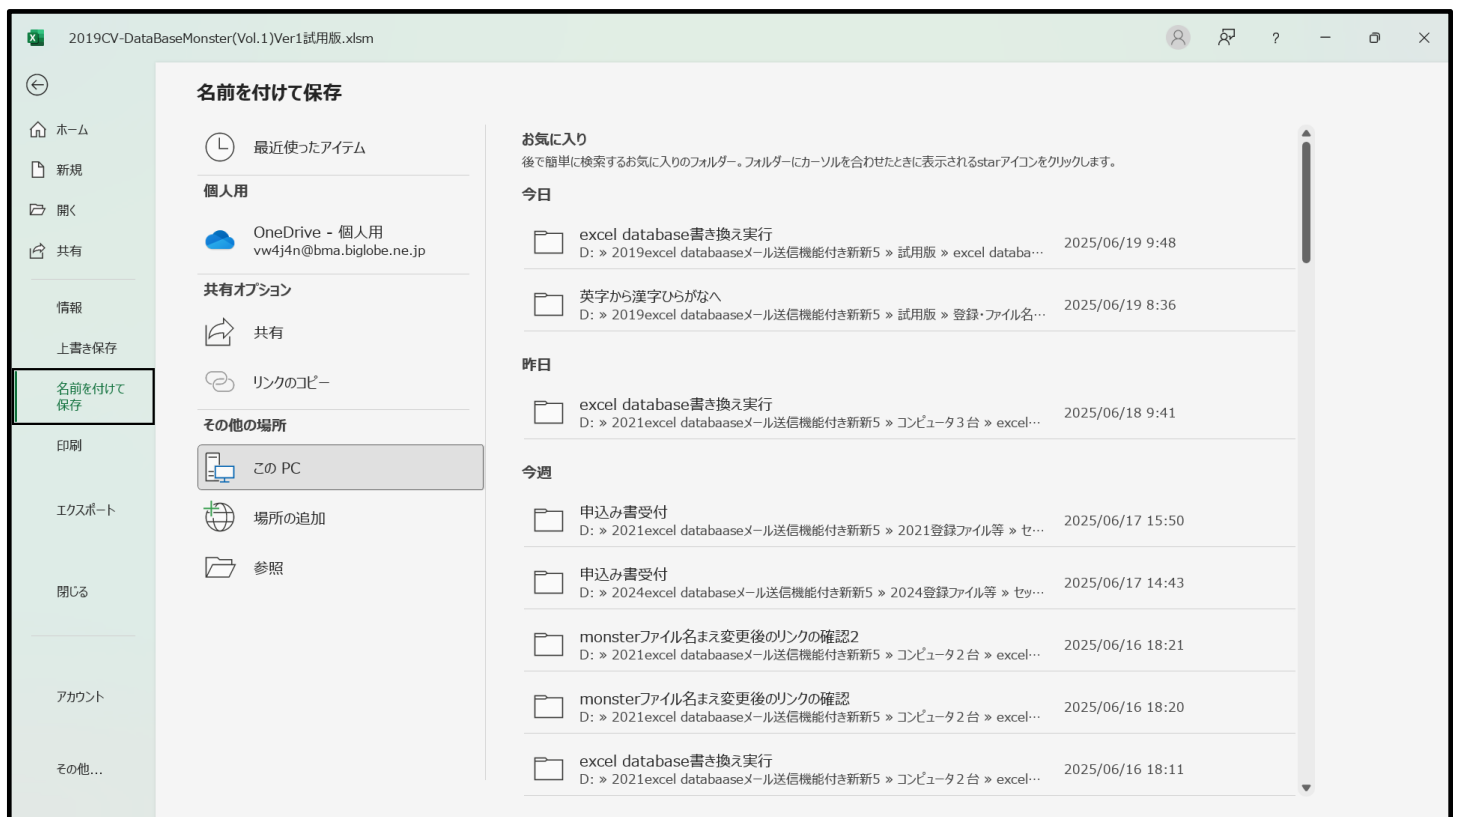 2019CV-DataBaseMonster(Vol.1)Ver1試用版.xlsm
?
ホーム
新規
開く
共有
情報
上書き保存
名前を付けて
保存
印刷
エクスポート
閉じる
アカウント
その他...
名前を付けて保存
最近使ったアイテム
個人用
OneDrive - 個人用
vw4j4n@bma.biglobe.ne.jp
共有オプション
共有
リンクのコピー
その他の場所
この PC
場所の追加
参照
お気に入り
後で簡単に検索するお気に入りのフォルダー。フォルダーにカーソルを合わせたときに表示されるstarアイコンをクリックします。
今日
excel database書き換え実行
2025/06/19 9:48
D: » 2019excel databaaseメール送信機能付き新新5 » 試用版 » excel databa…
英字から漢字ひらがなへ
2025/06/19 8:36
D: » 2019excel databaaseメール送信機能付き新新5 » 試用版 » 登録・ファイル名…
昨日
excel database書き換え実行
2025/06/18 9:41
D: » 2021excel databaaseメール送信機能付き新新5 » コンピュータ3台 » excel…
今週
申込み書受付
2025/06/17 15:50
D: » 2021excel databaaseメール送信機能付き新新5 » 2021登録ファイル等 » セ…
申込み書受付
2025/06/17 14:43
D: » 2024excel databaseメール送信機能付き新新5 » 2024登録ファイル等 » セッ…
monsterファイル名まえ変更後のリンクの確認2
2025/06/16 18:21
D: » 2021excel databaaseメール送信機能付き新新5 » コンピュータ2台 » excel…
monsterファイル名まえ変更後のリンクの確認
2025/06/16 18:20
D: » 2021excel databaaseメール送信機能付き新新5 » コンピュータ2台 » excel…
excel database書き換え実行
2025/06/16 18:11
D: » 2021excel databaaseメール送信機能付き新新5 » コンピュータ2台 » excel…